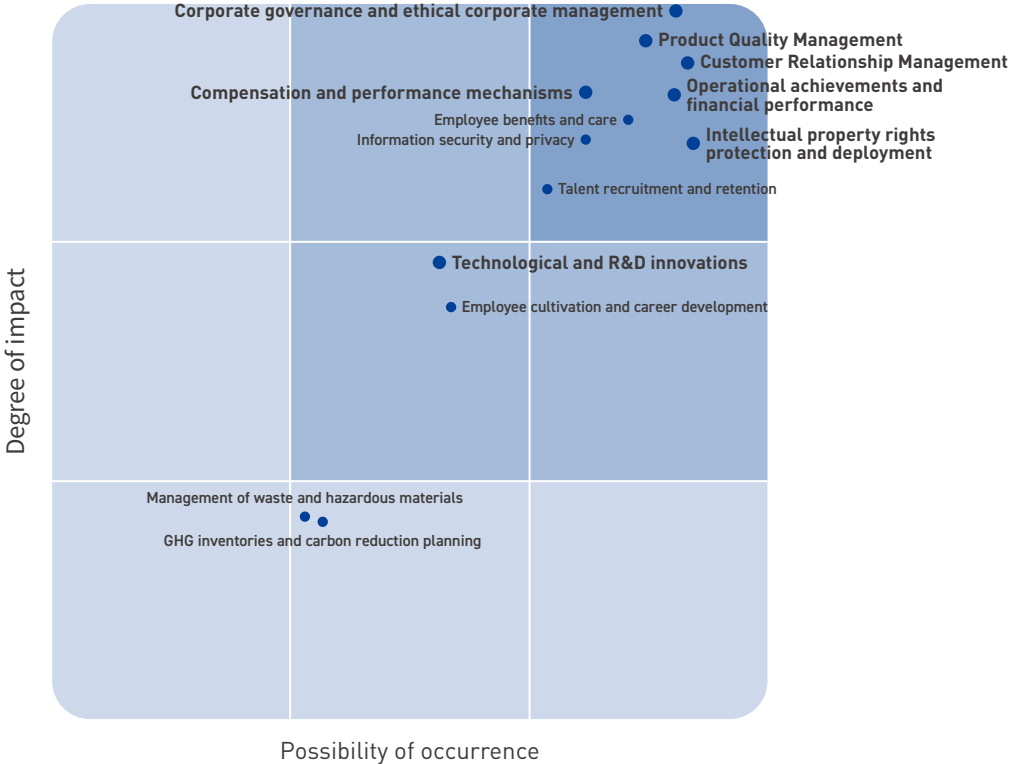 Corporate governance and ethical corporate management
Product Quality Management
Customer Relationship Management
Operational achievements and
financial performance
Compensation and performance mechanisms
Employee benefits and care
Information security and privacy
Intellectual property rights
protection and deployment
Talent recruitment and retention
Technological and R&D innovations
Employee cultivation and career development
Degree of impact
Management of waste and hazardous materials
GHG inventories and carbon reduction planning
Possibility of occurrence